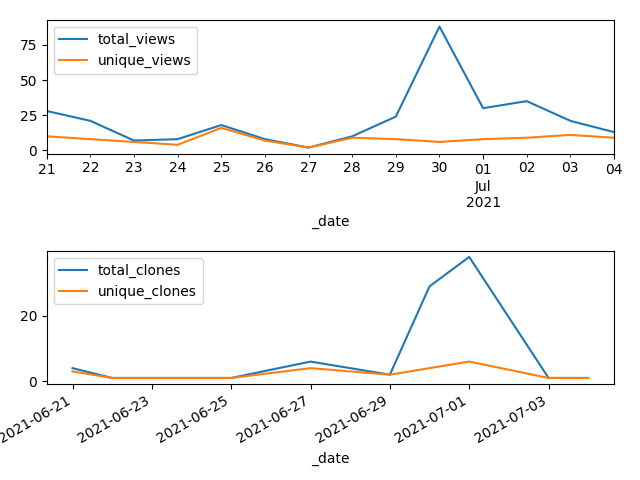 total_views
unique_views
75
50
25
0
21 22 23 24 25 26 27 28 29 30 01 02 03 04
Jul
2021
_date
total_clones
unique_clones
20
0
2021-06-21 2021-06-23 2021-06-25 2021-06-27 2021-06-29 2021-07-01 2021-07-03
_date